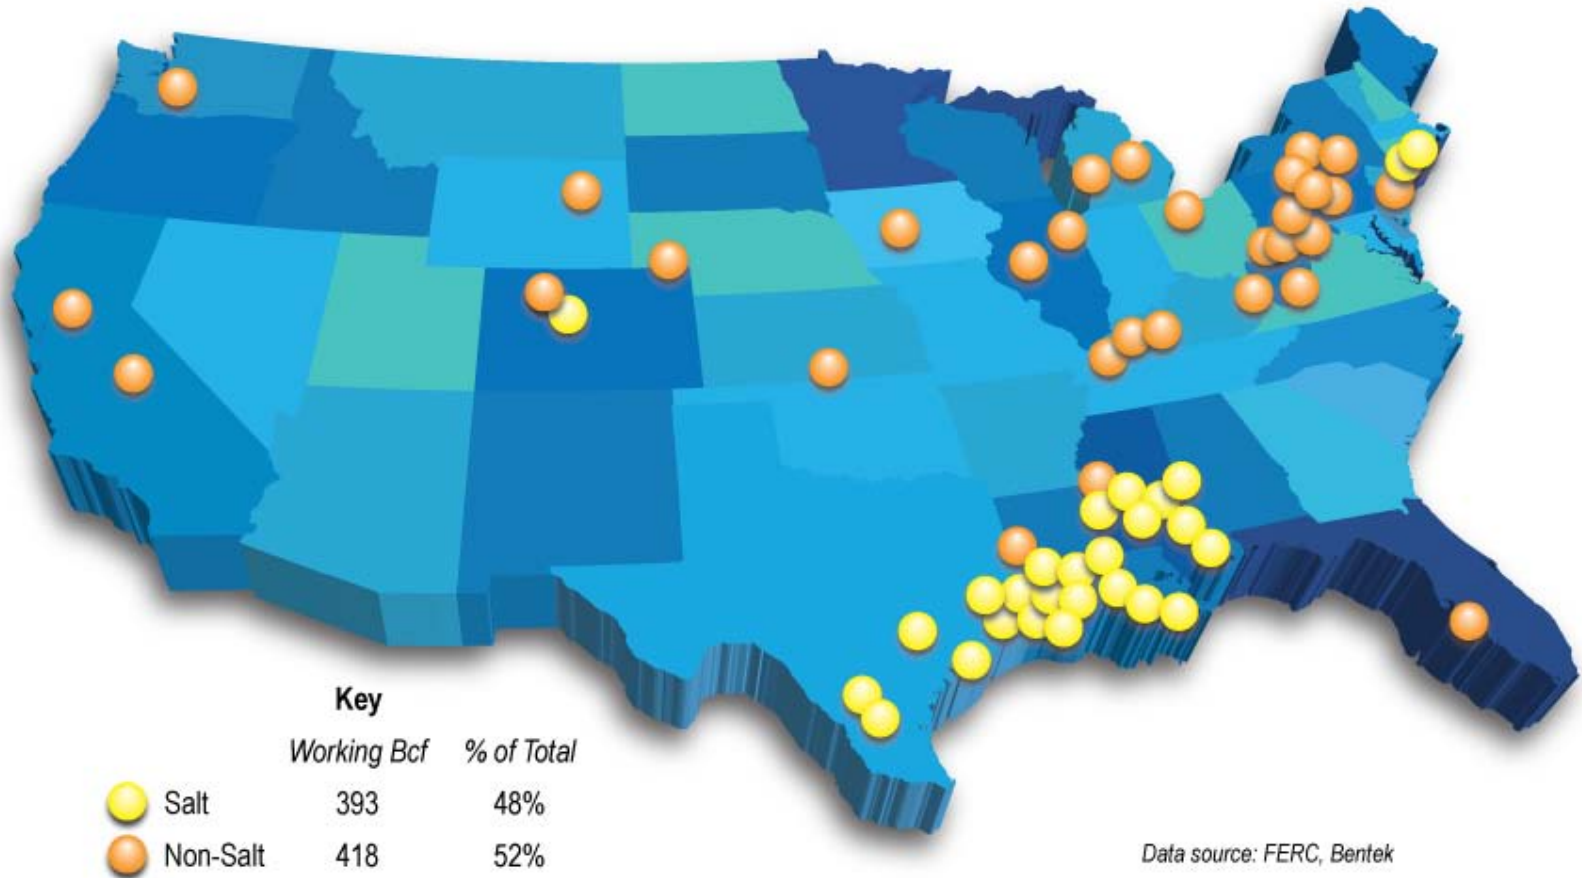 Key
Working Bcf % of Total
Salt 393 48%
Non-Salt 418 52%
Data source: FERC, Bentek